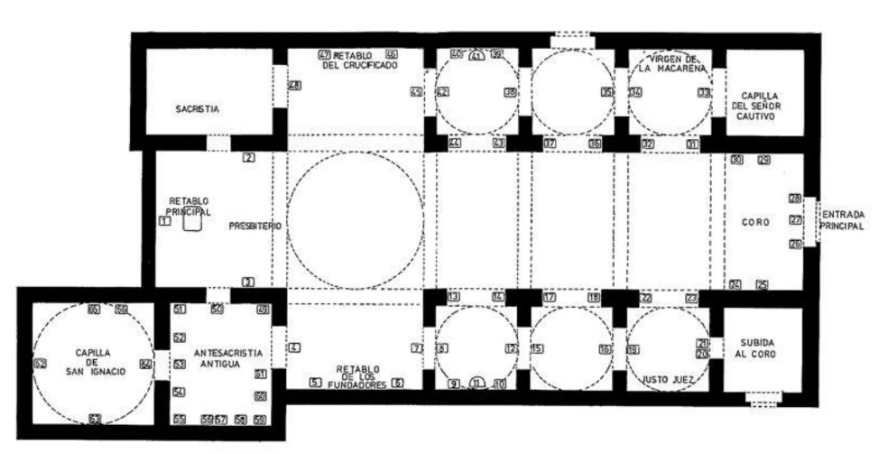 47
RETABLO
46
DEL CRUCIFICADO
40
41
39
VIRGEN DE
LA MACARENA
48
45
42
38
35
34
33
SACRISTIA
CAPILLA
DEL SEÑOR
CAUTIVO
44
43
37
36
32
31
2
30
29
RETABLO
PRINCIPAL
1
PRESBITERIO
CORO
28
27
26
ENTRADA
PRINCIPAL
3
24
25
13
14
17
18
22
23
65
66
51
50
49
52
CAPILLA
DE
SAN IGNACIO
62
64
ANTESACRISTIA
ANTIGUA
53
61
54
60
63
55
56
57
58
59
4
7
8
12
15
16
19
21
20
SUBIDA
AL CORO
RETABLO
DE LOS
FUNDADORES
5
6
9
11
10
JUSTO JUEZ